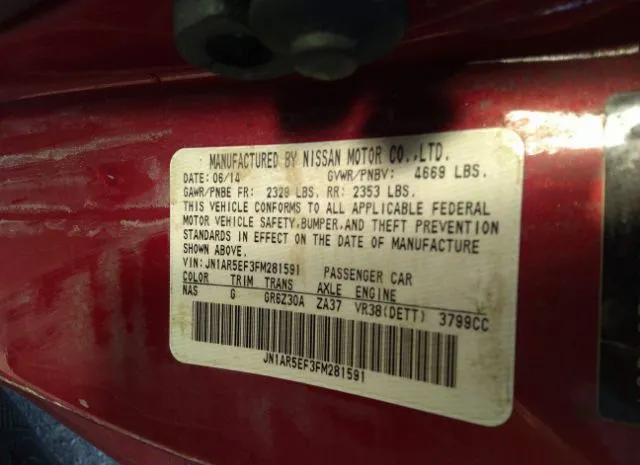 MANUFACTURED BY NISSAN MOTOR CO.,LTD.
DATE: 06/14 GVWR/PNBV: 4669 LBS.
GAWR/PNBE FR: 2329 LBS. RR: 2353 LBS.
THIS VEHICLE CONFORMS TO ALL APPLICABLE FEDERAL
MOTOR VEHICLE SAFETY,BUMPER,AND THEFT PREVENTION
STANDARDS IN EFFECT ON THE DATE OF MANUFACTURE
SHOWN ABOVE.
VIN: JN1AR5EF3FM281591 PASSENGER CAR
COLOR TRIM TRANS AXLE ENGINE
NAS G GR6Z30A ZA37 VR38(DETT) 3799CC
JN1AR5EF3FM281591